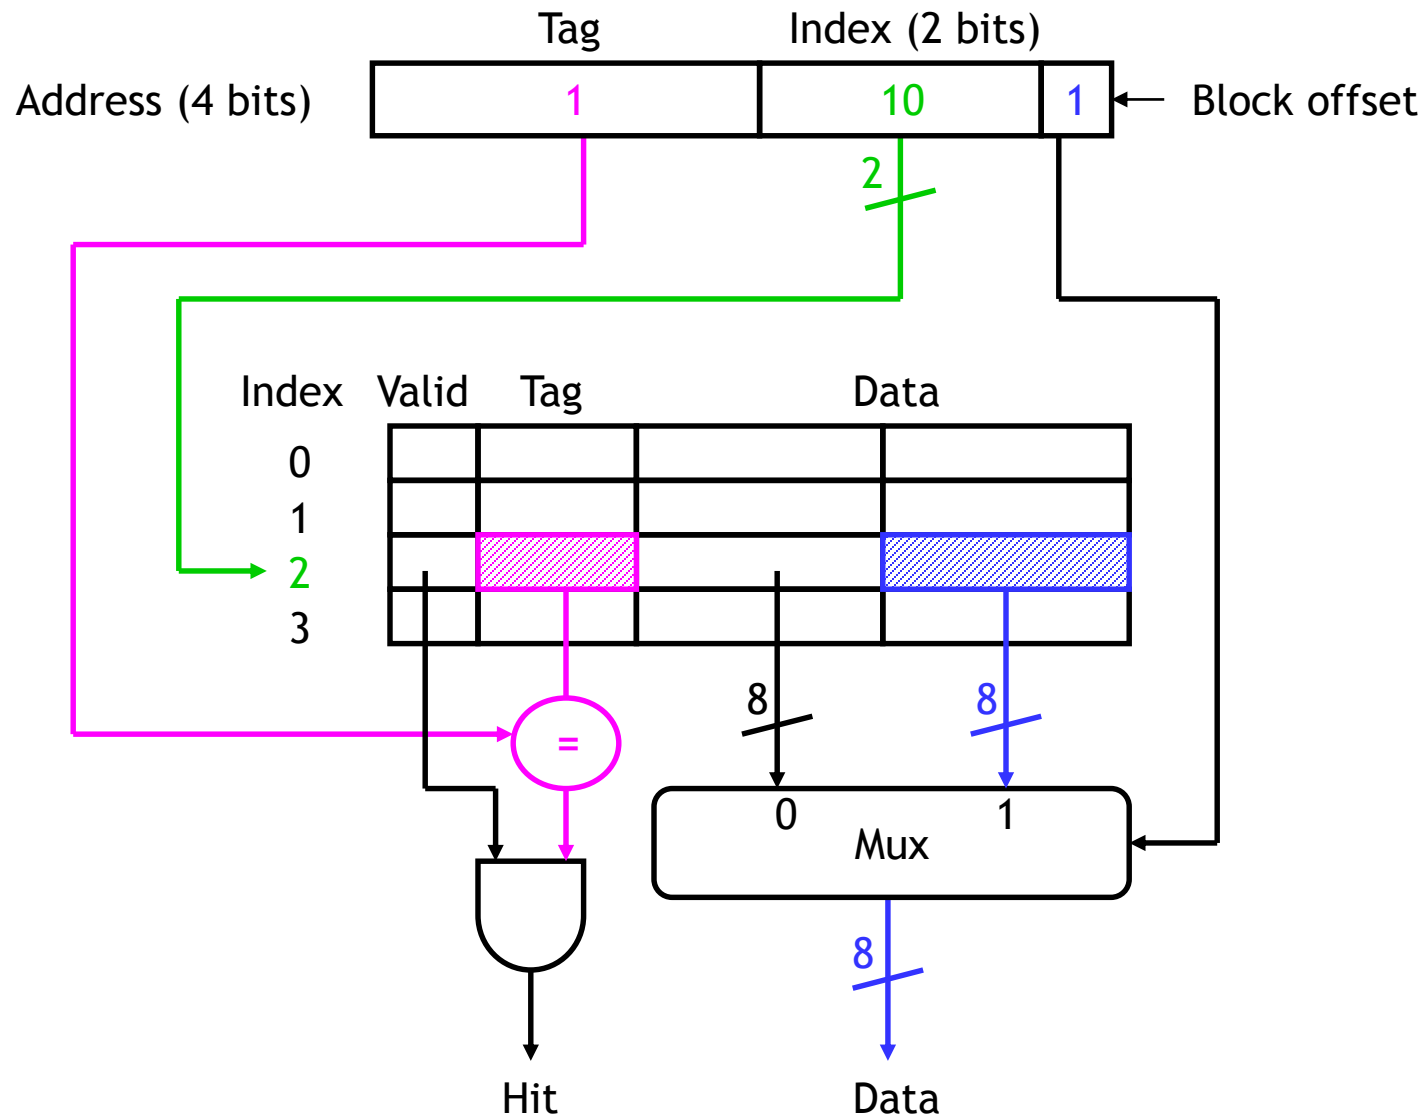 Tag Index (2 bits)
Address (4 bits) 1 10 1 Block offset
2
Index Valid Tag Data
0
1
2
3
8 8
=
0 1
Mux
8
Hit Data